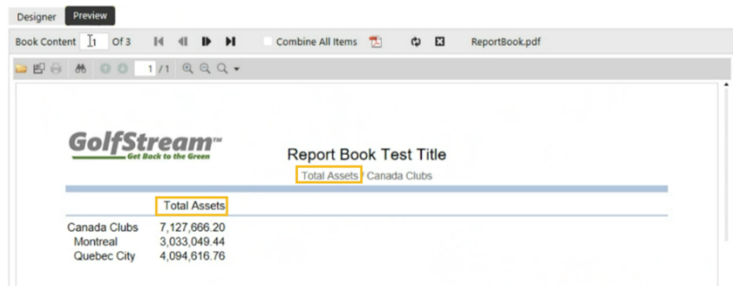 Designer Preview
Book Content 1 Of 3 Combine All Items ReportBook.pdf
1 / 1
GolfStream™
Get Back to the Green
Report Book Test Title
Total Assets / Canada Clubs
Total Assets
Canada Clubs 7,127,666.20
Montreal 3,033,049.44
Quebec City 4,094,616.76